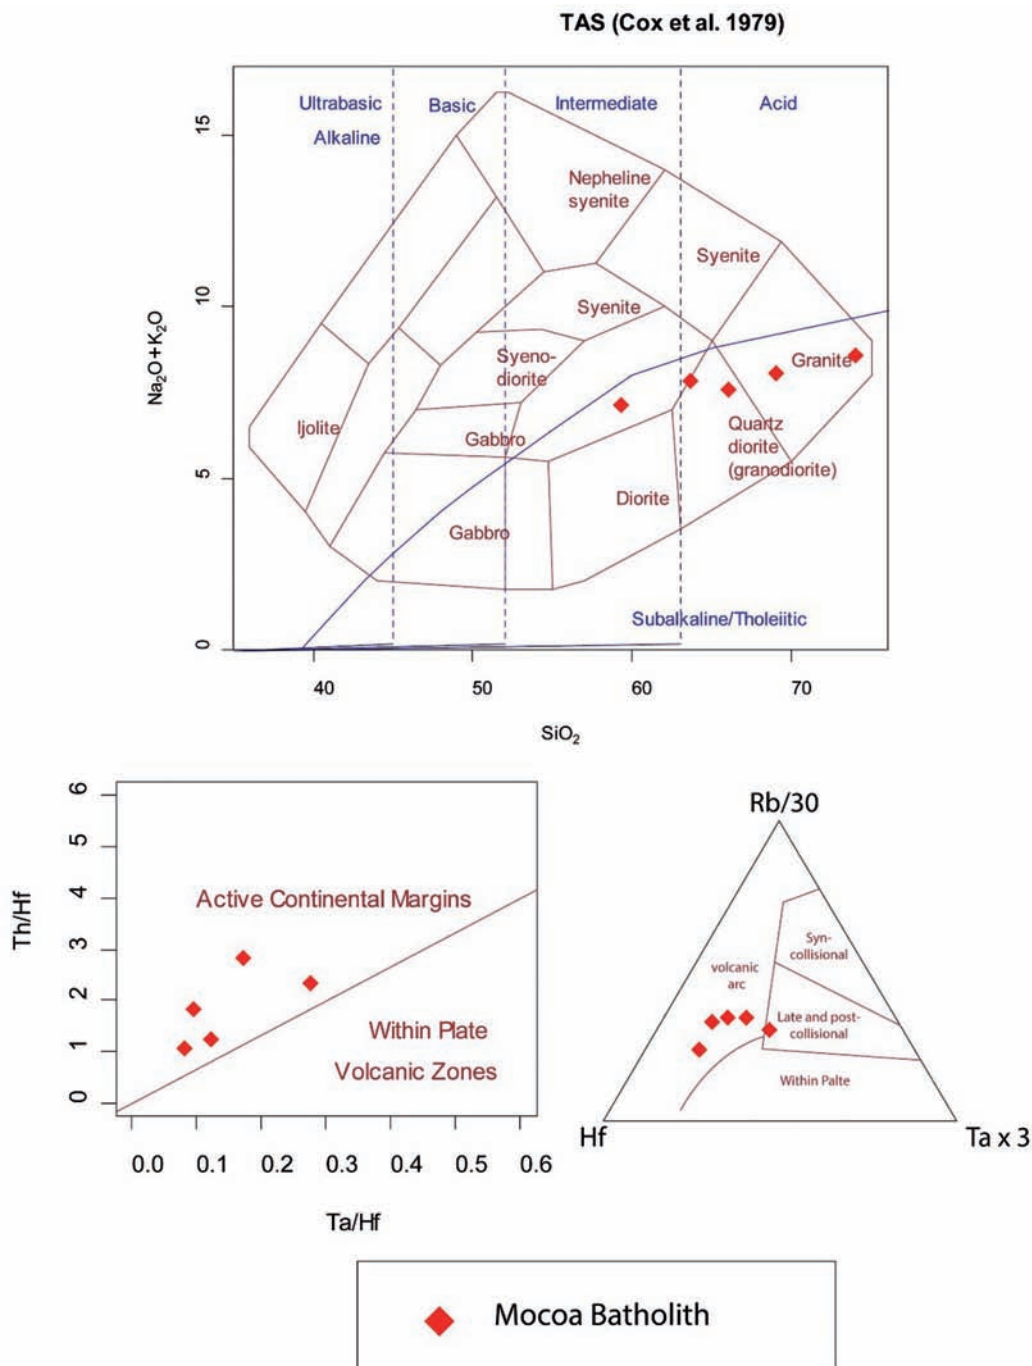 TAS (Cox et al. 1979)
Ultrabasic
Basic
Intermediate
Acid
Alkaline
15
Nepheline
syenite
Syenite
10
Syenite
Na₂O+K₂O
Syeno-
diorite
Granite
Ijolite
Gabbro
Quartz
diorite
(granodiorite)
5
Diorite
Gabbro
Subalkaline/Tholeiitic
0
40
50
60
70
SiO₂
6
5
4
3
2
1
0
Th/Hf
Active Continental Margins
Within Plate
Volcanic Zones
0.0
0.1
0.2
0.3
0.4
0.5
0.6
Ta/Hf
Rb/30
Syn-
collisional
volcanic
arc
Late and post-
collisional
Within Palte
Hf
Ta x 3
Mocoa Batholith